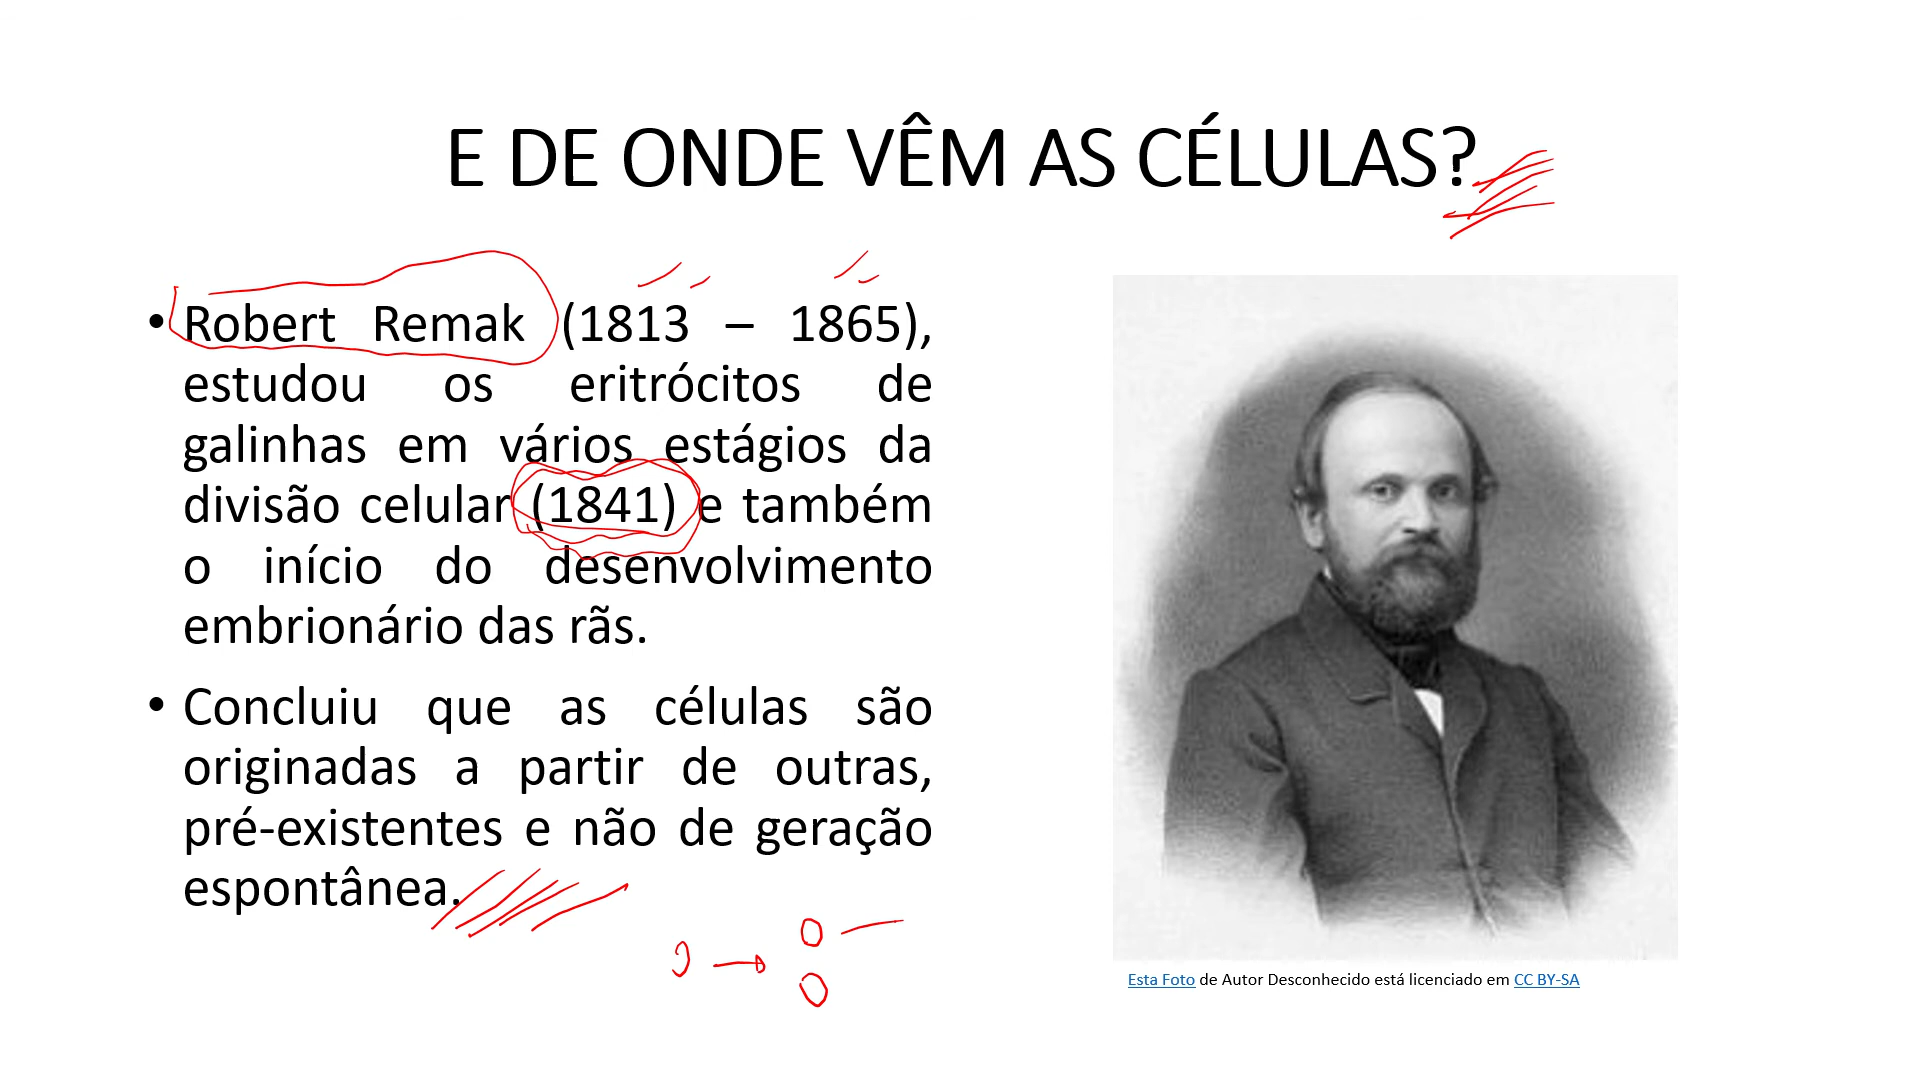 E DE ONDE VÊM AS CÉLULAS?
• Robert Remak (1813 – 1865),
estudou os eritrócitos de
galinhas em vários estágios da
divisão celular (1841) e também
o início do desenvolvimento
embrionário das rãs.
• Concluiu que as células são
originadas a partir de outras,
pré-existentes e não de geração
espontânea.
Esta Foto de Autor Desconhecido está licenciado em CC BY-SA